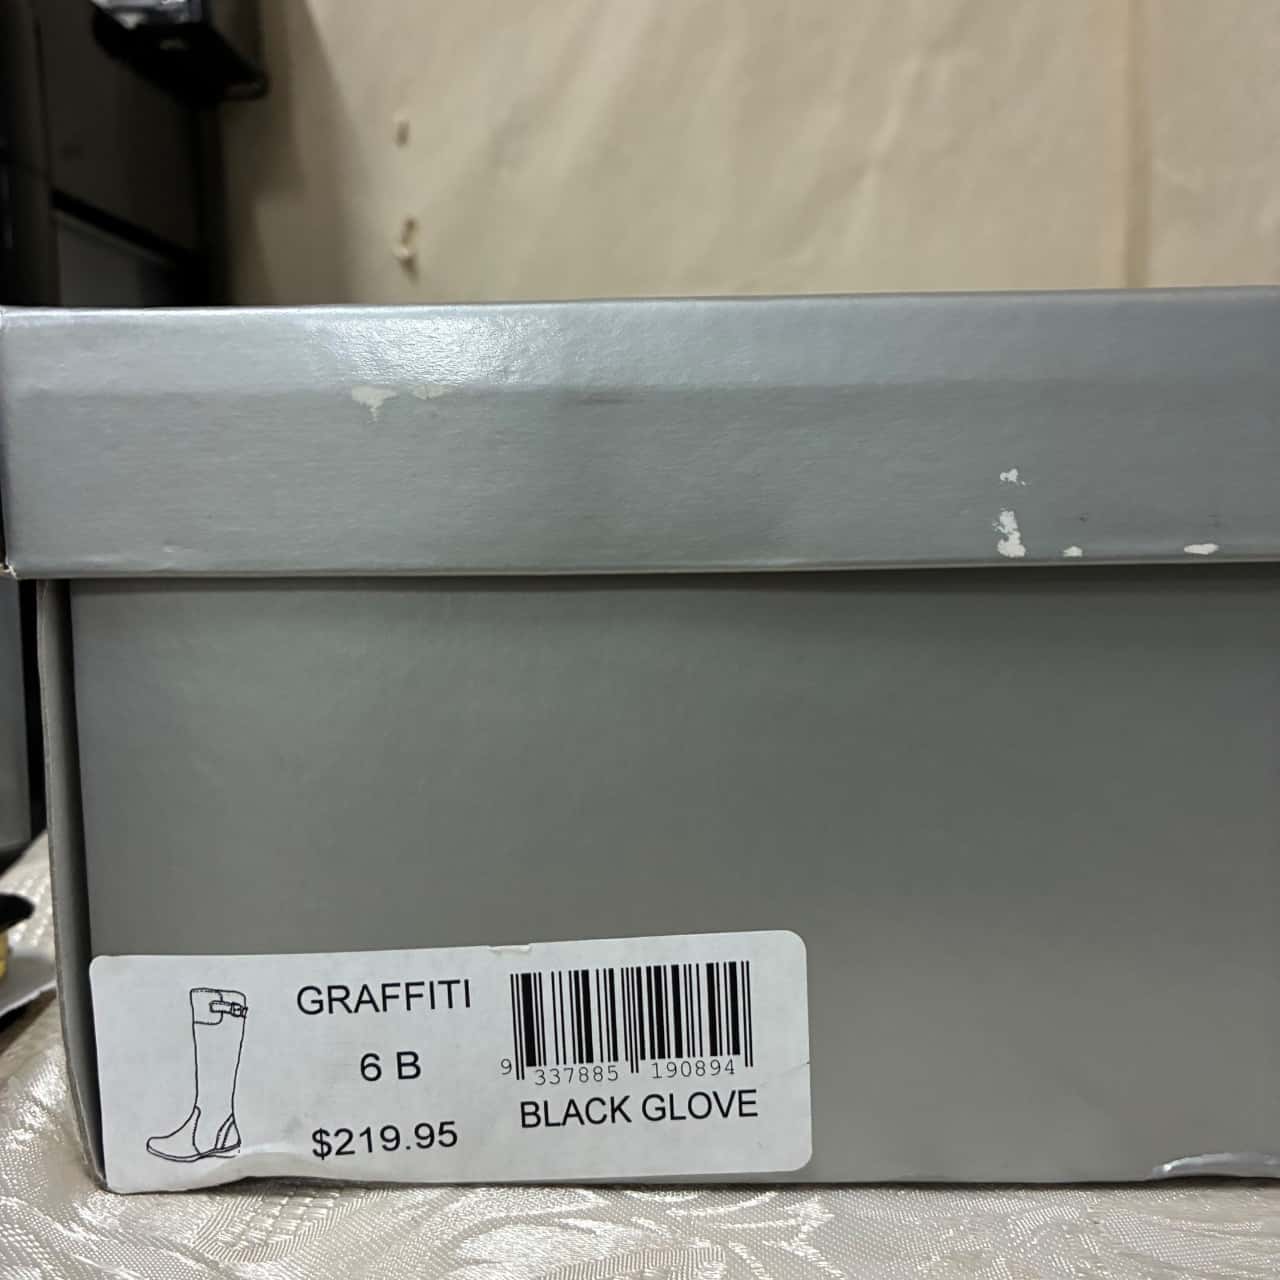 GRAFFITI
6 B
$219.95
9 337885 190894
BLACK GLOVE